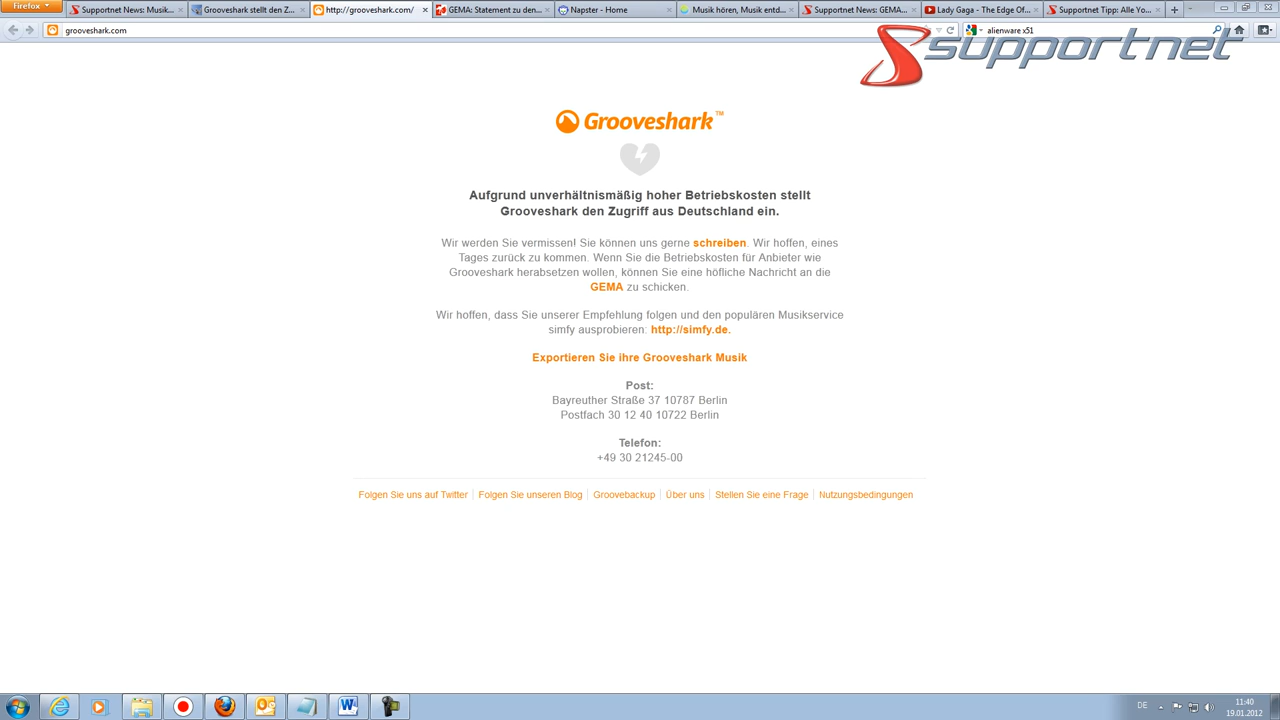 Firefox
Supportnet News: Musik...
Grooveshark stellt den Z...
http://grooveshark.com/
GEMA: Statement zu den...
Napster - Home
Musik hören, Musik entd...
Supportnet News: GEMA...
Lady Gaga - The Edge Of...
Supportnet Tipp: Alle Yo...
grooveshark.com
alienware x51
supportnet
Grooveshark™
Aufgrund unverhältnismäßig hoher Betriebskosten stellt
Grooveshark den Zugriff aus Deutschland ein.
Wir werden Sie vermissen! Sie können uns gerne schreiben. Wir hoffen, eines
Tages zurück zu kommen. Wenn Sie die Betriebskosten für Anbieter wie
Grooveshark herabsetzen wollen, können Sie eine höfliche Nachricht an die
GEMA zu schicken.
Wir hoffen, dass Sie unserer Empfehlung folgen und den populären Musikservice
simfy ausprobieren: http://simfy.de.
Exportieren Sie ihre Grooveshark Musik
Post:
Bayreuther Straße 37 10787 Berlin
Postfach 30 12 40 10722 Berlin
Telefon:
+49 30 21245-00
Folgen Sie uns auf Twitter
Folgen Sie unseren Blog
Groovebackup
Über uns
Stellen Sie eine Frage
Nutzungsbedingungen
DE
11:40
19.01.2012